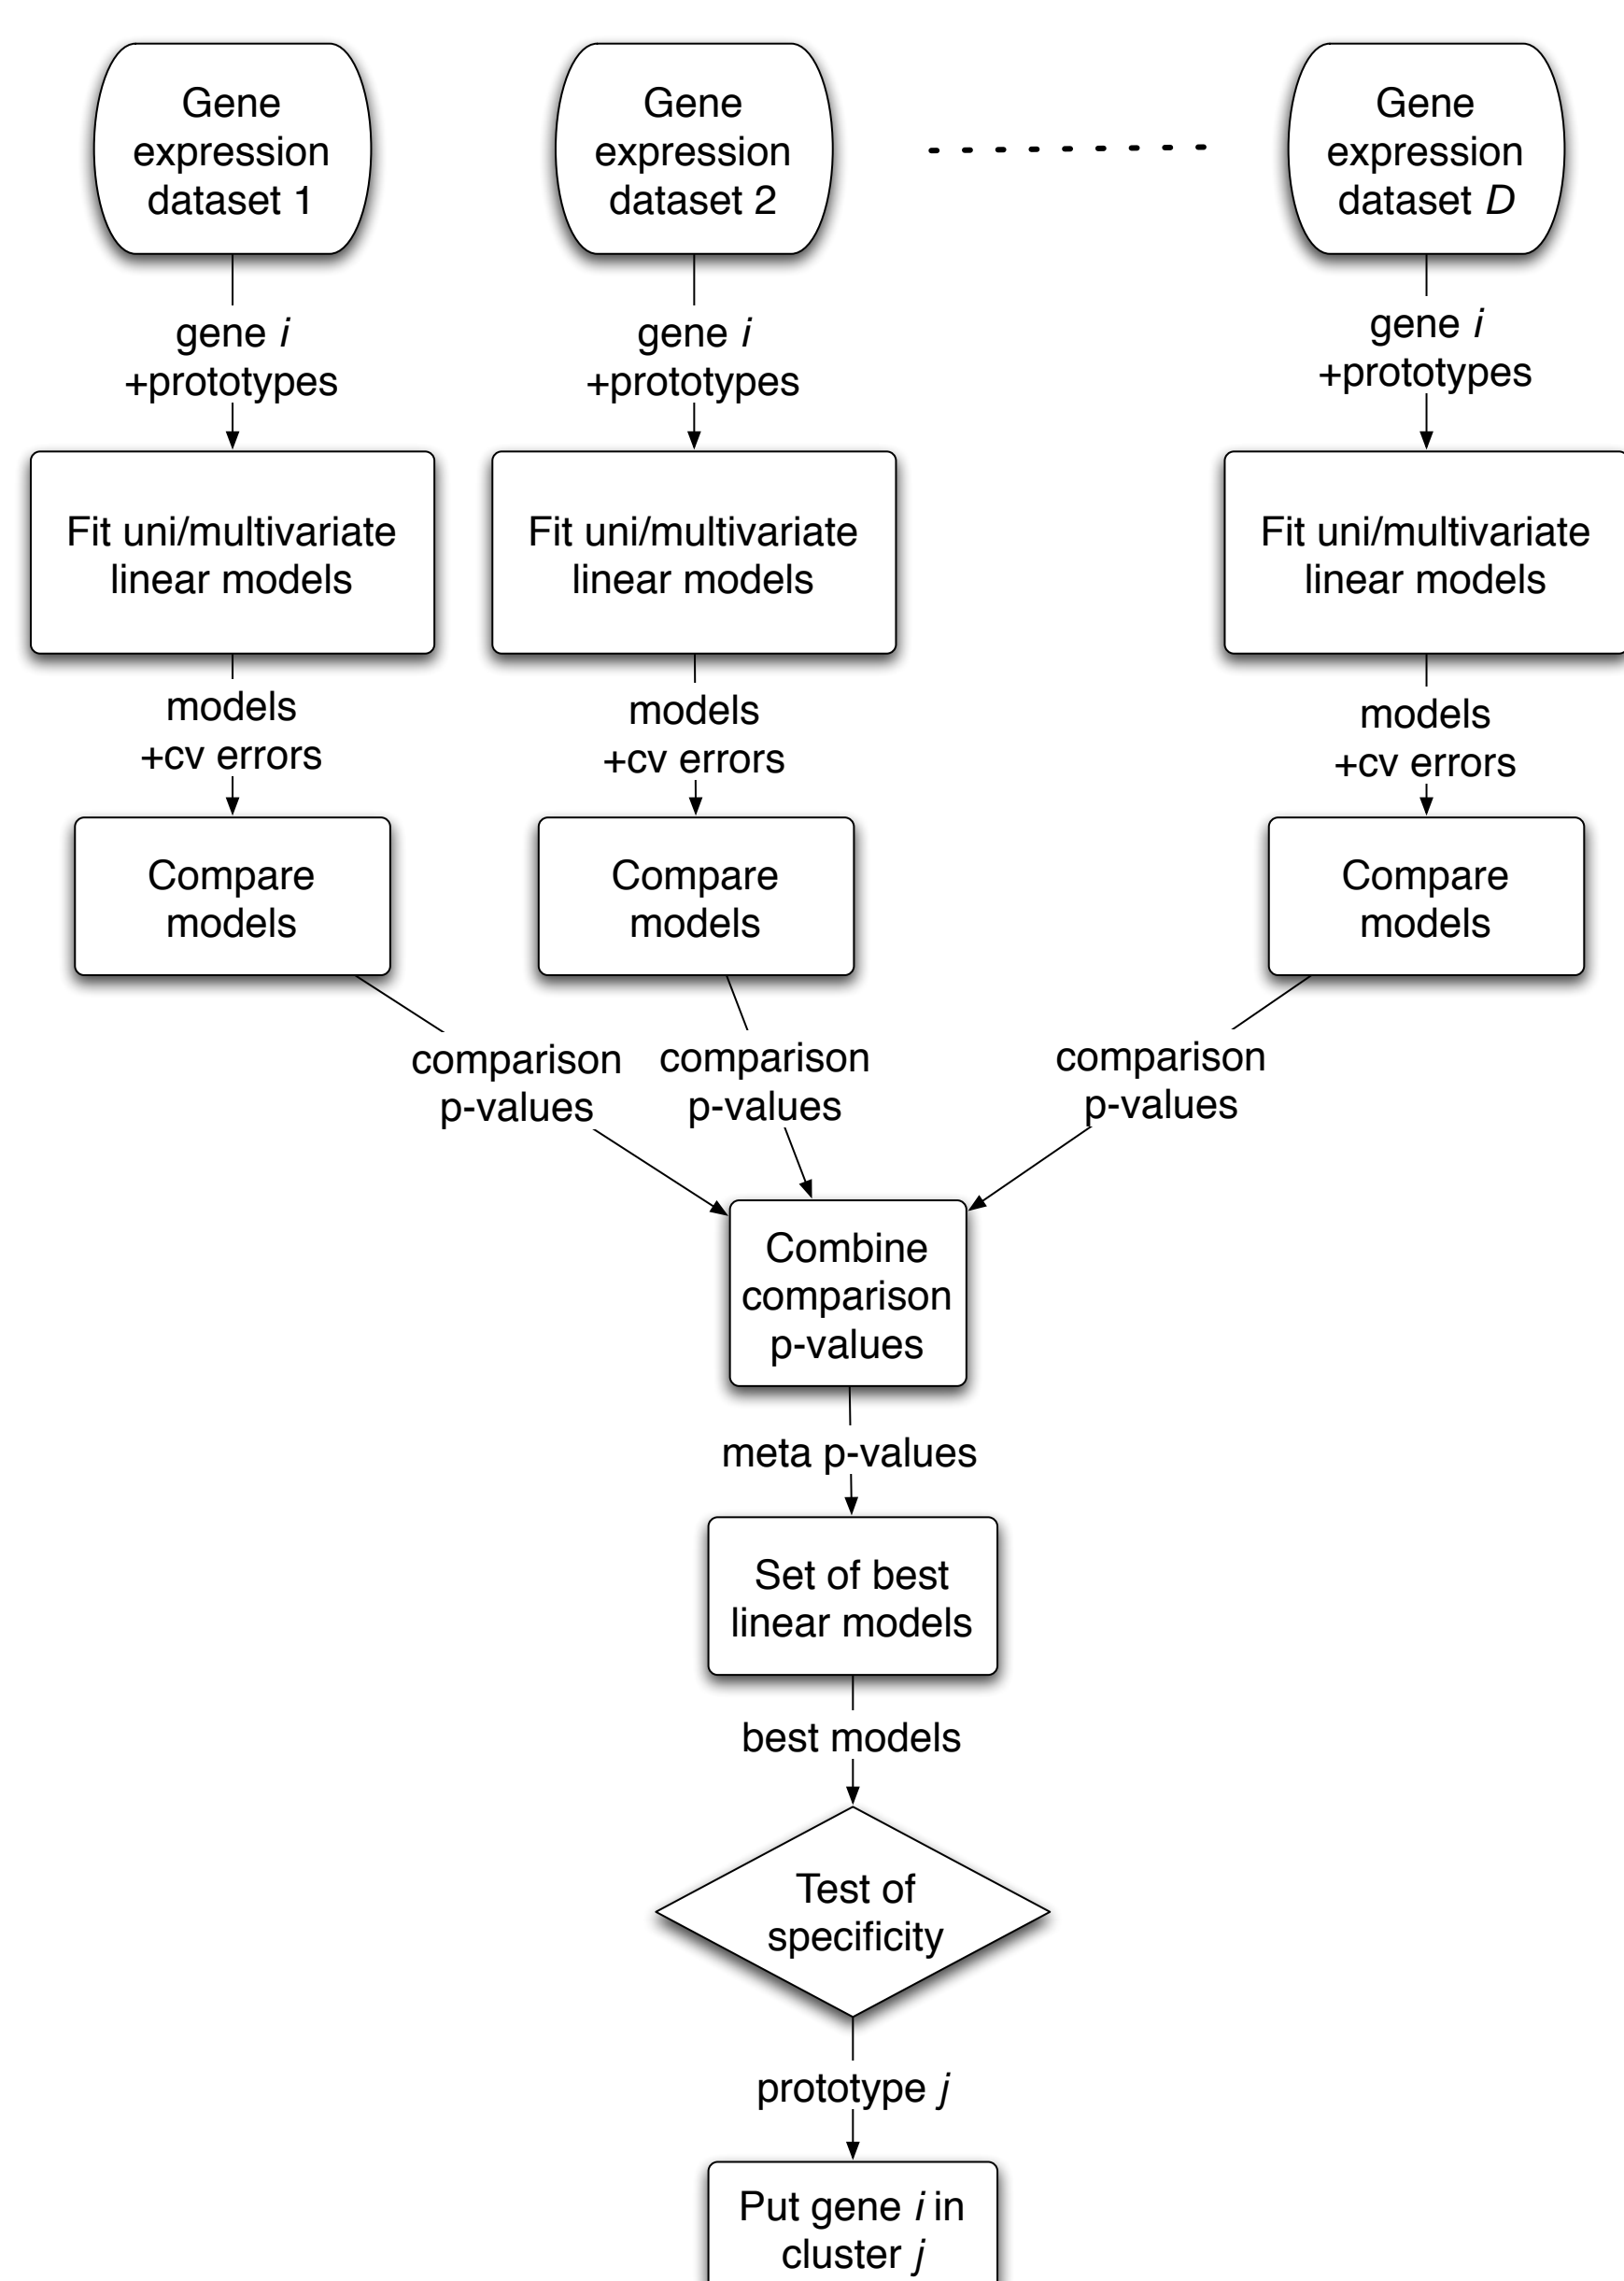 Gene
expression
dataset 1
Gene
expression
dataset 2
Gene
expression
dataset D
gene i
+prototypes
gene i
+prototypes
gene i
+prototypes
Fit uni/multivariate
linear models
Fit uni/multivariate
linear models
Fit uni/multivariate
linear models
models
+cv errors
models
+cv errors
models
+cv errors
Compare
models
Compare
models
Compare
models
comparison
p-values
comparison
p-values
comparison
p-values
Combine
comparison
p-values
meta p-values
Set of best
linear models
best models
Test of
specificity
prototype j
Put gene i in
cluster j